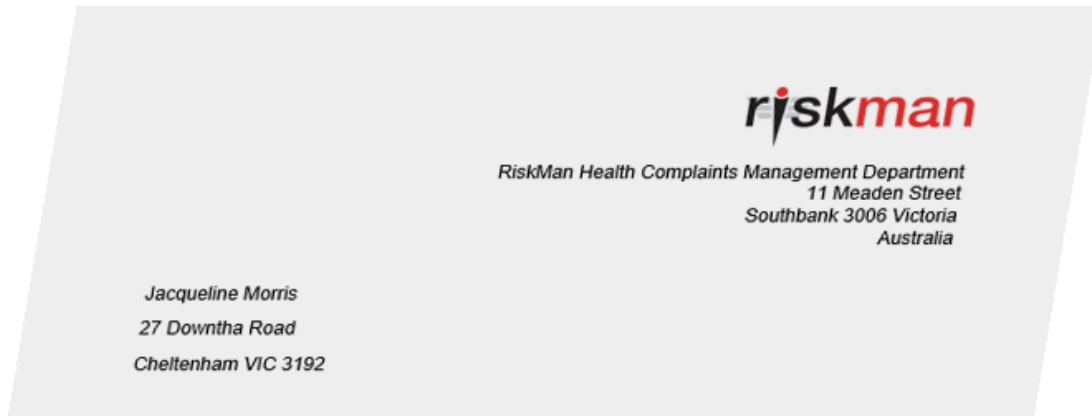 riskman
RiskMan Health Complaints Management Department
11 Meaden Street
Southbank 3006 Victoria
Australia
Jacqueline Morris
27 Downtha Road
Cheltenham VIC 3192